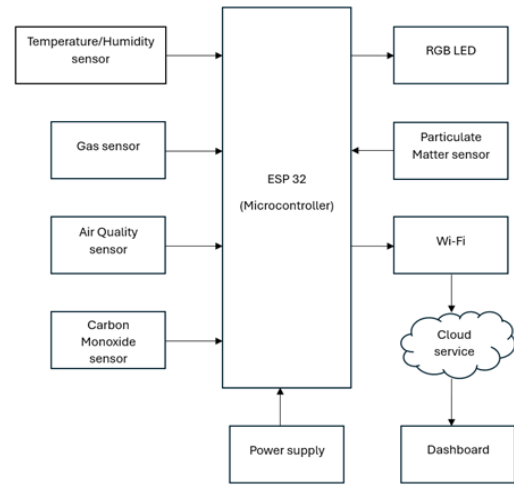 Temperature/Humidity
sensor
Gas sensor
Air Quality
sensor
Carbon
Monoxide
sensor
ESP 32
(Microcontroller)
Power supply
RGB LED
Particulate
Matter sensor
Wi-Fi
Cloud
service
Dashboard